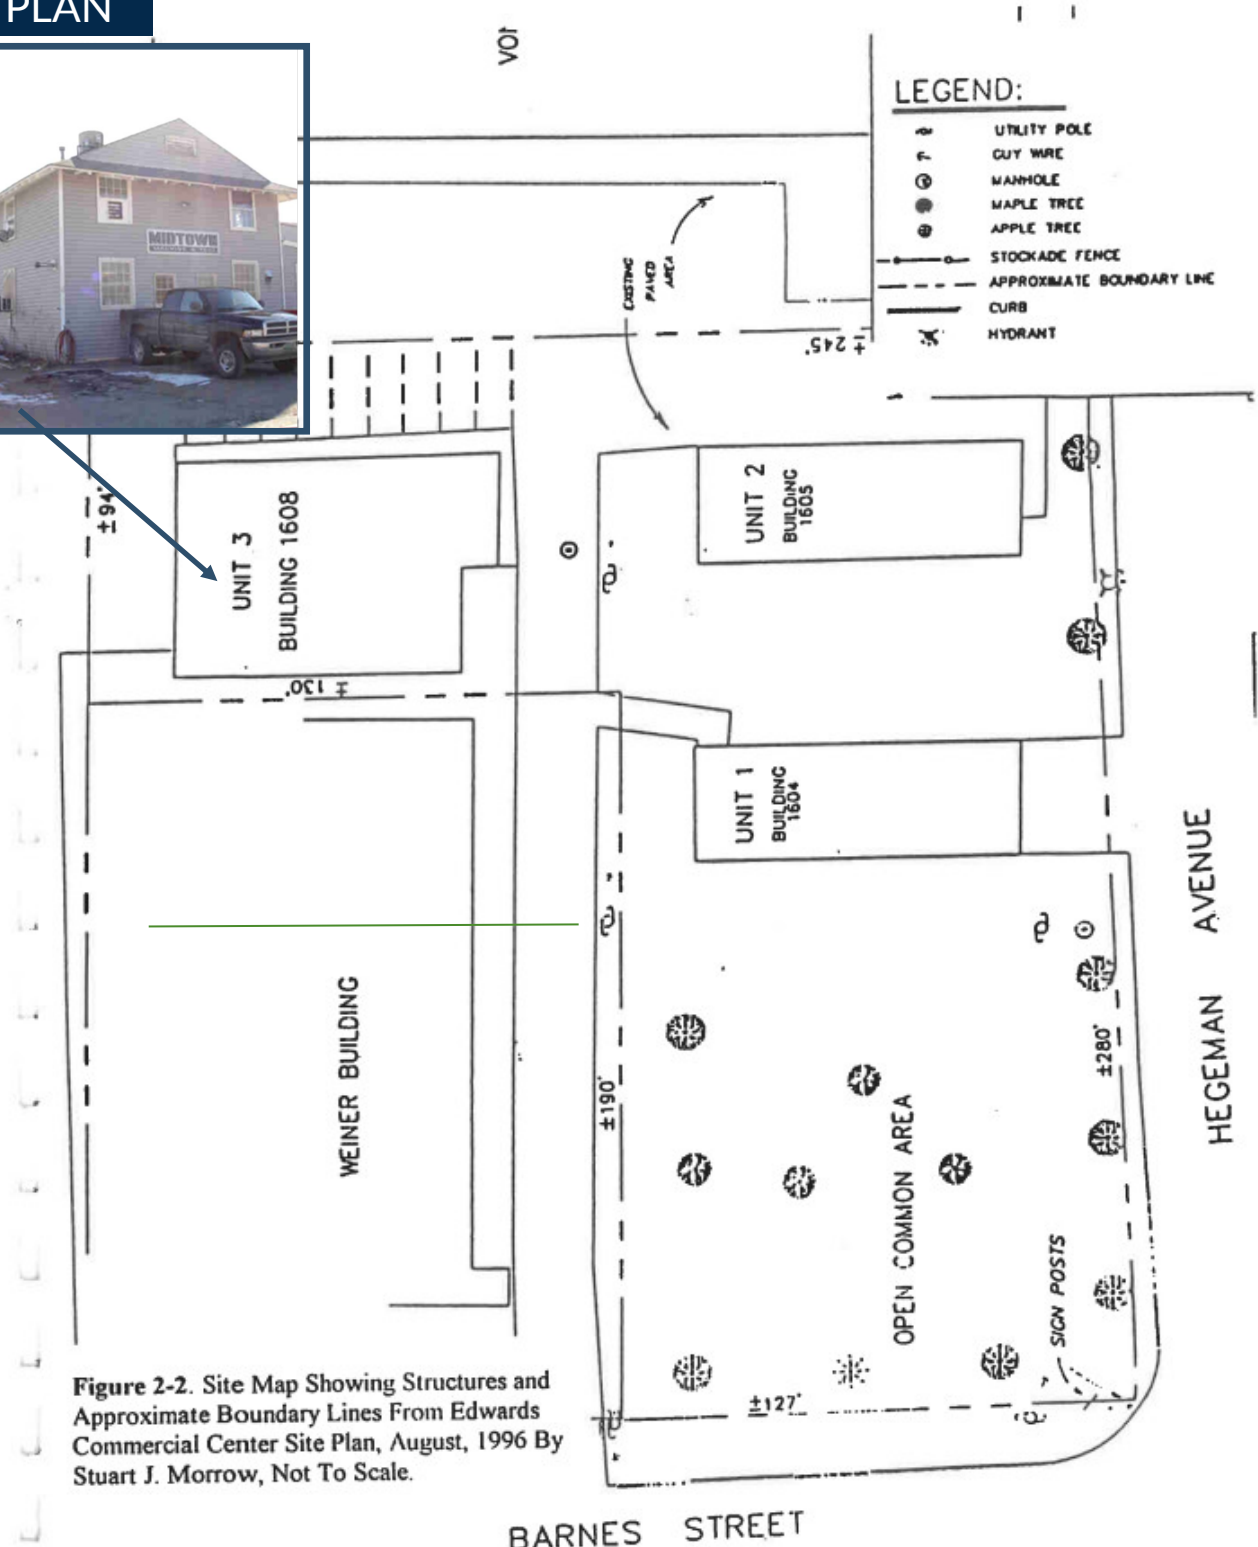 PLAN
VOI
LEGEND:
UTILITY POLE
GUY WIRE
MANHOLE
MAPLE TREE
APPLE TREE
STOCKADE FENCE
APPROXIMATE BOUNDARY LINE
CURB
HYDRANT
MIDTOWN
EXISTING
PAVED
AREA
±245'
±94'
UNIT 3
BUILDING 1608
UNIT 2
BUILDING
1605
±130'
UNIT 1
BUILDING
1604
WEINER BUILDING
±190'
OPEN COMMON AREA
±280'
HEGEMAN AVENUE
SIGN POSTS
±127'
Figure 2-2. Site Map Showing Structures and
Approximate Boundary Lines From Edwards
Commercial Center Site Plan, August, 1996 By
Stuart J. Morrow, Not To Scale.
BARNES STREET